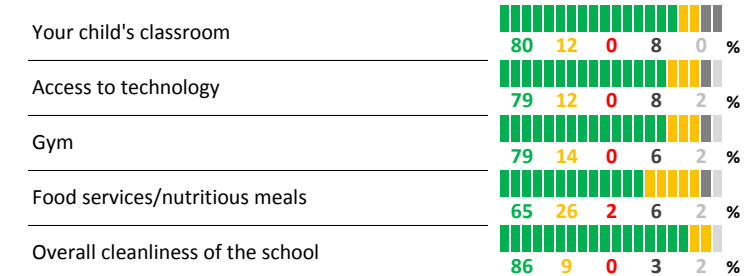 Your child's classroom
80 12 0 8 0 %
Access to technology
79 12 0 8 2 %
Gym
79 14 0 6 2 %
Food services/nutritious meals
65 26 2 6 2 %
Overall cleanliness of the school
86 9 0 3 2 %